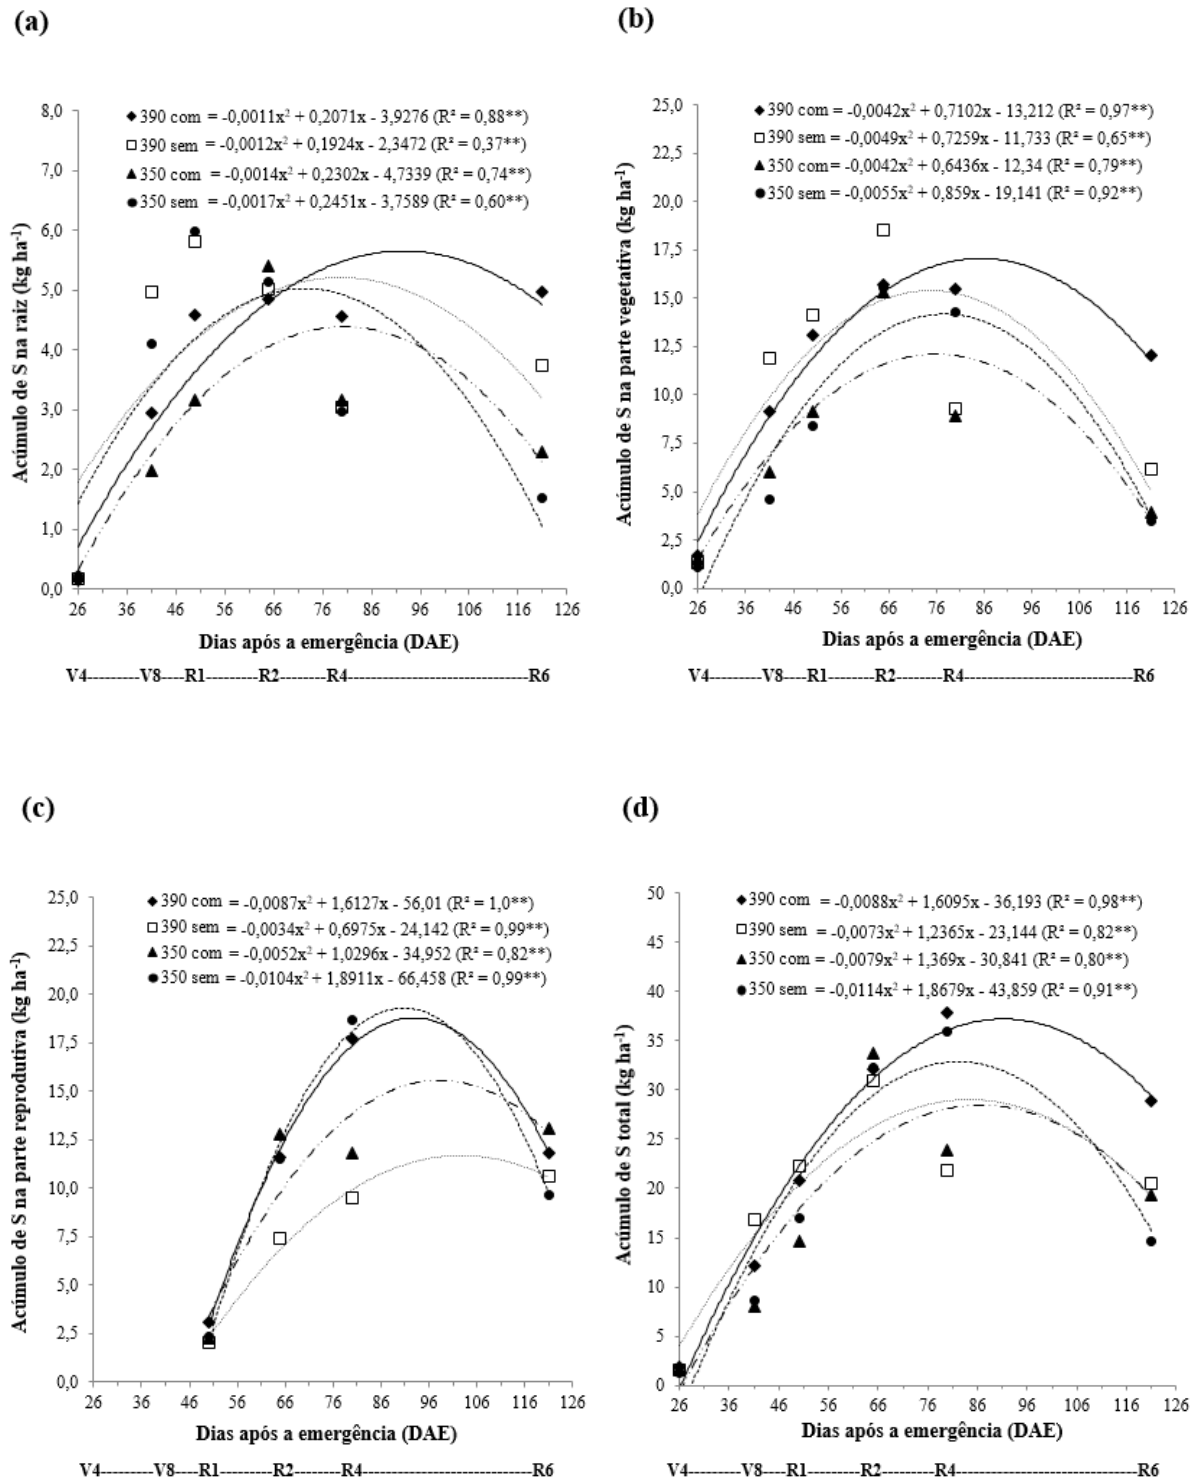 (a)
8,0
7,0
6,0
5,0
4,0
3,0
2,0
1,0
0,0
Acúmulo de S na raiz (kg ha⁻¹)
390 com = -0,0011x² + 0,2071x - 3,9276 (R² = 0,88**)
390 sem = -0,0012x² + 0,1924x - 2,3472 (R² = 0,37**)
350 com = -0,0014x² + 0,2302x - 4,7339 (R² = 0,74**)
350 sem = -0,0017x² + 0,2451x - 3,7589 (R² = 0,60**)
26 36 46 56 66 76 86 96 106 116 126
Dias após a emergência (DAE)
V4----------V8----R1----------R2--------R4-----------------------------------R6
(b)
25,0
22,5
20,0
17,5
15,0
12,5
10,0
7,5
5,0
2,5
0,0
Acúmulo de S na parte vegetativa (kg ha⁻¹)
390 com = -0,0042x² + 0,7102x - 13,212 (R² = 0,97**)
390 sem = -0,0049x² + 0,7259x - 11,733 (R² = 0,65**)
350 com = -0,0042x² + 0,6436x - 12,34 (R² = 0,79**)
350 sem = -0,0055x² + 0,859x - 19,141 (R² = 0,92**)
26 36 46 56 66 76 86 96 106 116 126
Dias após a emergência (DAE)
V4----------V8----R1----------R2--------R4-----------------------------------R6
(c)
25,0
22,5
20,0
17,5
15,0
12,5
10,0
7,5
5,0
2,5
0,0
Acúmulo de S na parte reprodutiva (kg ha⁻¹)
390 com = -0,0087x² + 1,6127x - 56,01 (R² = 1,0**)
390 sem = -0,0034x² + 0,6975x - 24,142 (R² = 0,99**)
350 com = -0,0052x² + 1,0296x - 34,952 (R² = 0,82**)
350 sem = -0,0104x² + 1,8911x - 66,458 (R² = 0,99**)
26 36 46 56 66 76 86 96 106 116 126
Dias após a emergência (DAE)
V4----------V8----R1----------R2--------R4-----------------------------------R6
(d)
50
45
40
35
30
25
20
15
10
5
0
Acúmulo de S total (kg ha⁻¹)
390 com = -0,0088x² + 1,6095x - 36,193 (R² = 0,98**)
390 sem = -0,0073x² + 1,2365x - 23,144 (R² = 0,82**)
350 com = -0,0079x² + 1,369x - 30,841 (R² = 0,80**)
350 sem = -0,0114x² + 1,8679x - 43,859 (R² = 0,91**)
26 36 46 56 66 76 86 96 106 116 126
Dias após a emergência (DAE)
V4----------V8----R1----------R2--------R4-----------------------------------R6